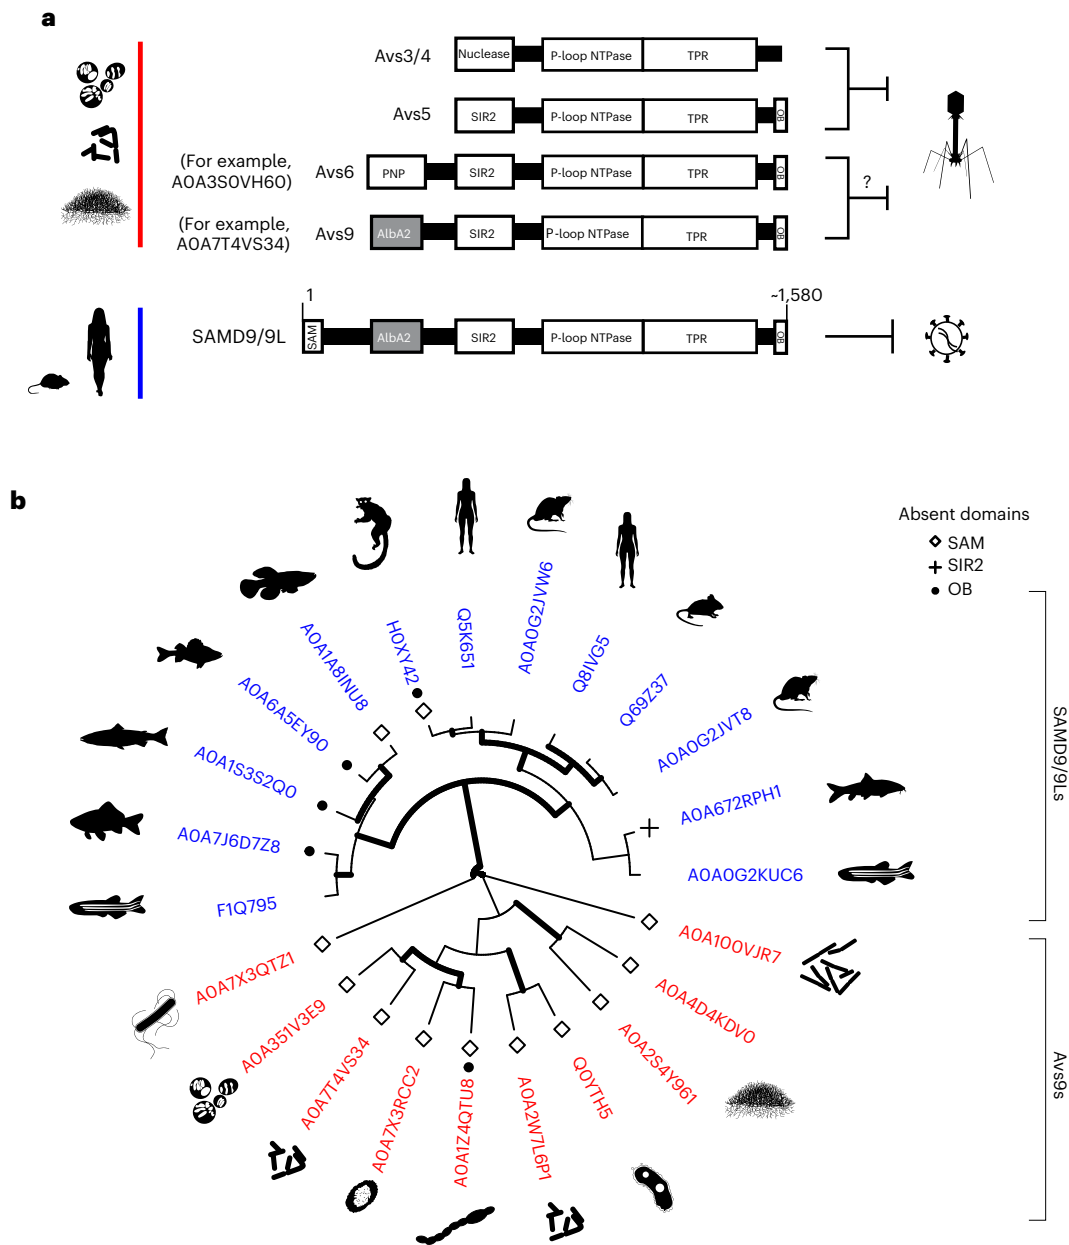 a
Avs3/4
Nuclease
P-loop NTPase
TPR
Avs5
SIR2
P-loop NTPase
TPR
OB
(For example,
A0A3S0VH60)
Avs6
PNP
SIR2
P-loop NTPase
TPR
OB
?
(For example,
A0A7T4VS34)
Avs9
AlbA2
SIR2
P-loop NTPase
TPR
OB
1
~1,580
SAMD9/9L
SAM
AlbA2
SIR2
P-loop NTPase
TPR
OB
b
Absent domains
SAM
SIR2
OB
F1Q795
A0A7J6D7Z8
A0A1S3S2Q0
A0A6A5EY90
A0A1A8INU8
H0XY42
Q5K651
A0A0G2JVW6
Q8IVG5
Q69Z37
A0A0G2JVT8
A0A672RPH1
A0A0G2KUC6
SAMD9/9Ls
A0A100VJR7
A0A4D4KDV0
A0A2S4Y961
Q0YTH5
A0A2W7L6P1
A0A1Z4QTU8
A0A7X3RCC2
A0A7T4VS34
A0A351V3E9
A0A7X3QTZ1
Avs9s